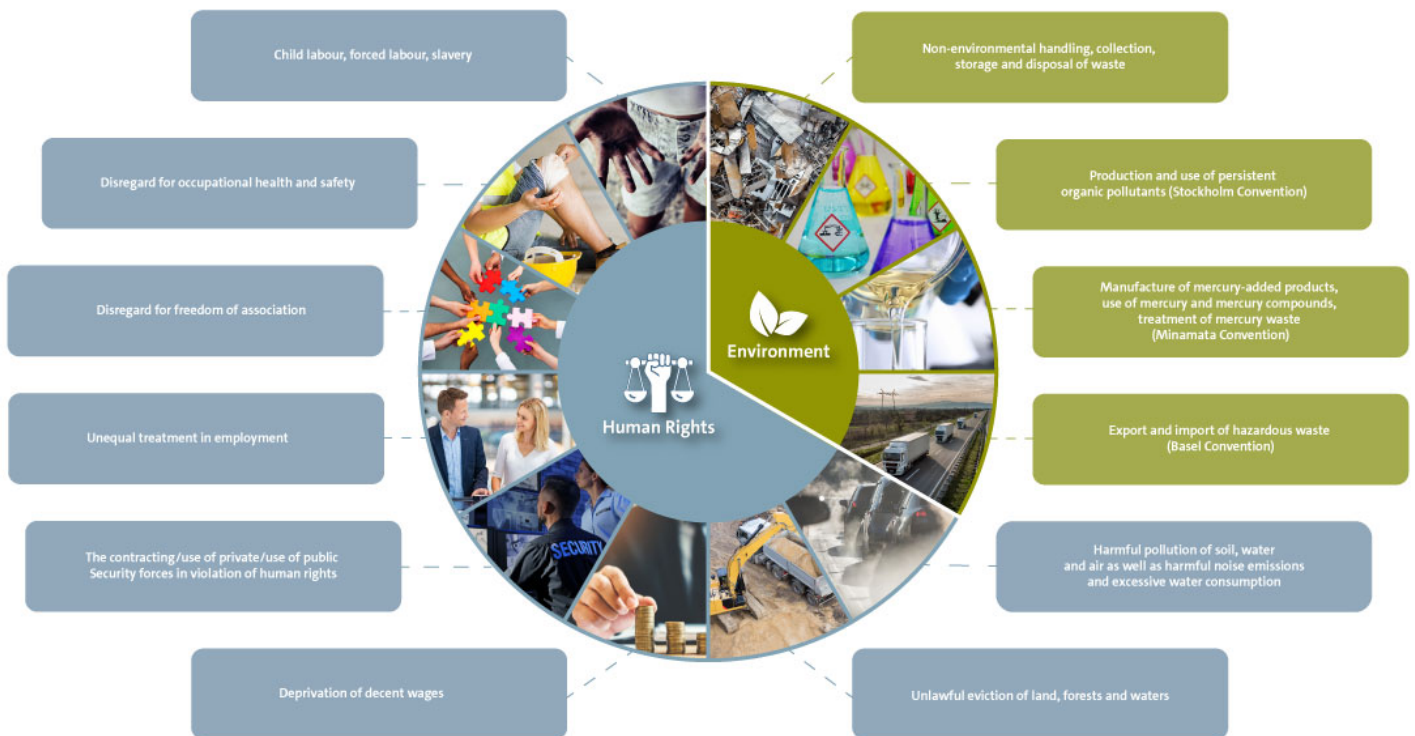 Child labour, forced labour, slavery
Non-environmental handling, collection,
storage and disposal of waste
Disregard for occupational health and safety
Production and use of persistent
organic pollutants (Stockholm Convention)
Disregard for freedom of association
Manufacture of mercury-added products,
use of mercury and mercury compounds,
treatment of mercury waste
(Minamata Convention)
Environment
Human Rights
Unequal treatment in employment
Export and import of hazardous waste
(Basel Convention)
The contracting/use of private/use of public
Security forces in violation of human rights
SECURITY
Harmful pollution of soil, water
and air as well as harmful noise emissions
and excessive water consumption
Deprivation of decent wages
Unlawful eviction of land, forests and waters